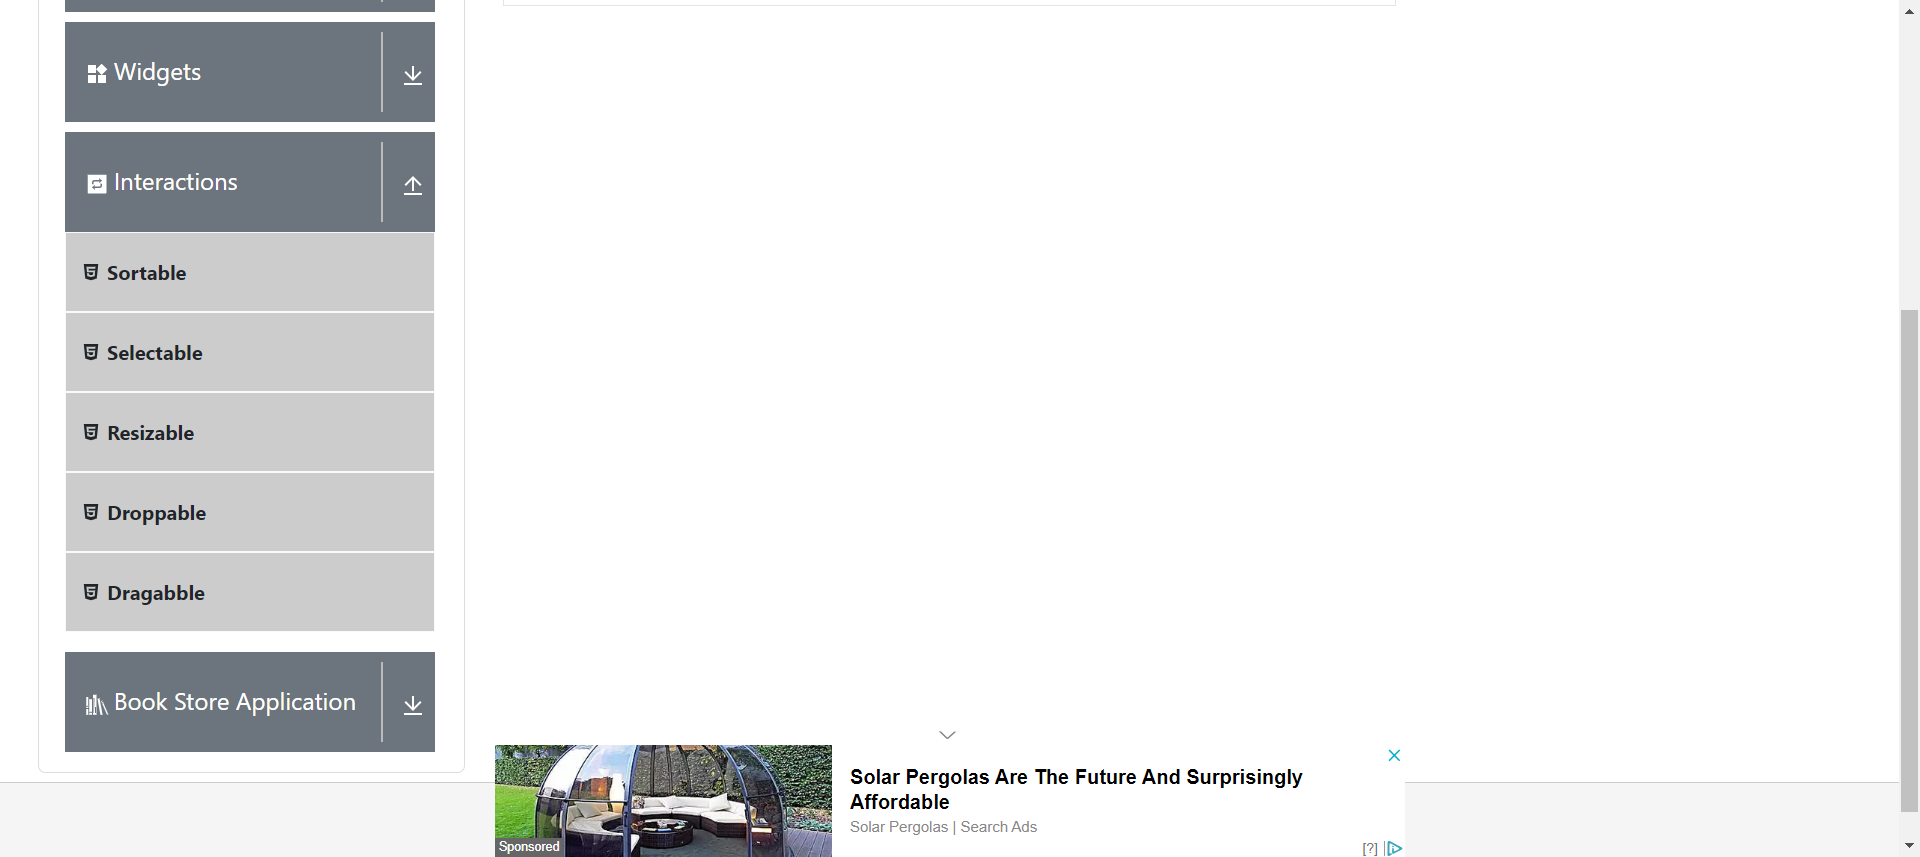 Widgets
Interactions
Sortable
Selectable
Resizable
Droppable
Dragabble
Book Store Application
Solar Pergolas Are The Future And Surprisingly
Affordable
Solar Pergolas | Search Ads
Sponsored
[?]